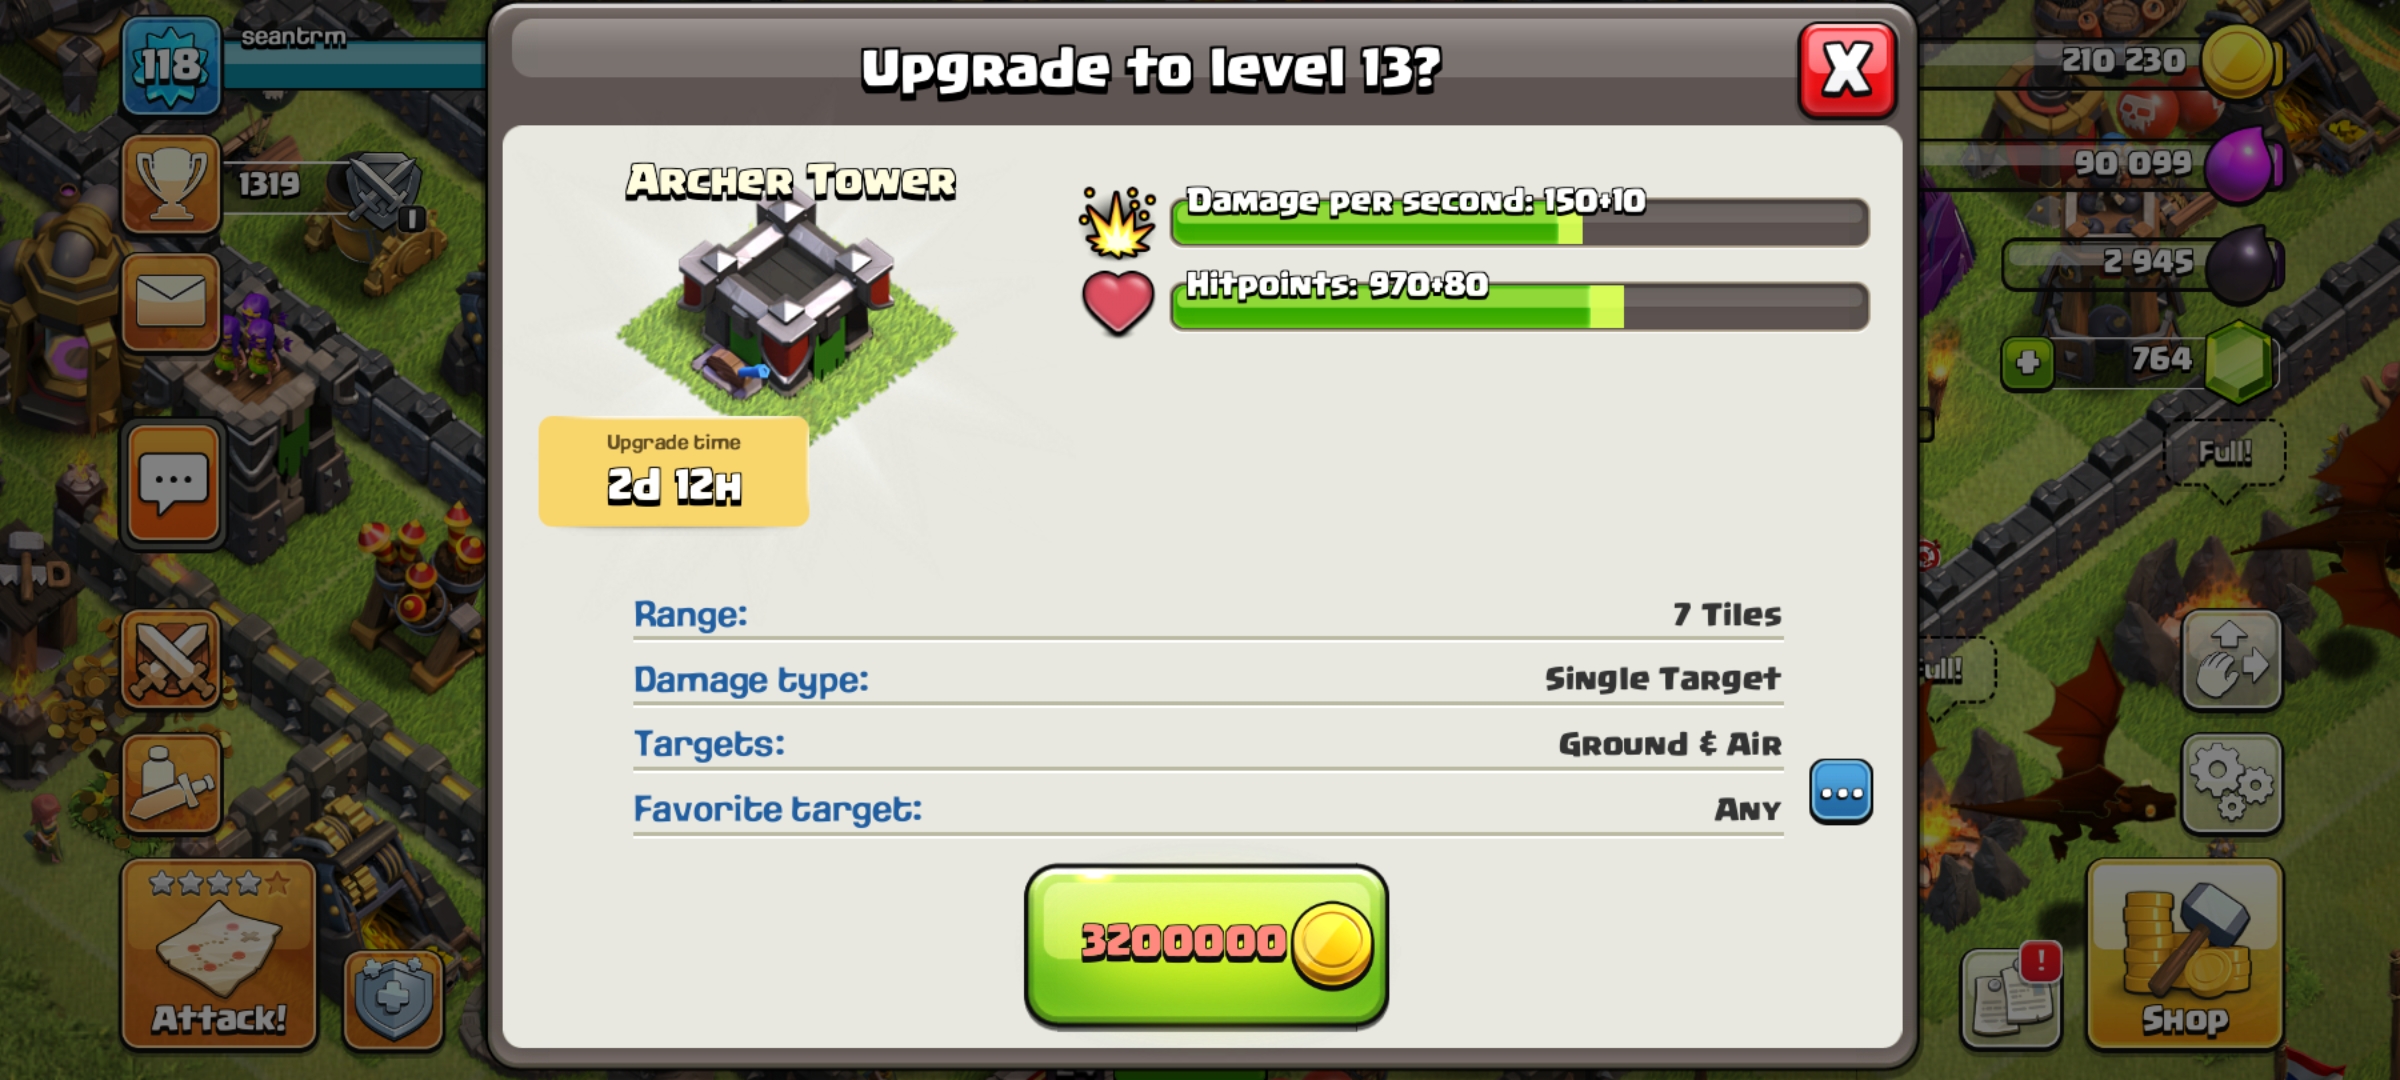 118
seantrm
1319
I
Upgrade to level 13?
X
Archer Tower
Damage per second: 150+10
Hitpoints: 970+80
Upgrade time
2d 12H
Range: 7 Tiles
Damage type: Single Target
Targets: Ground & Air
Favorite target: Any
3200000
210 230
90 099
2 945
764
Full!
Attack!
!
Shop